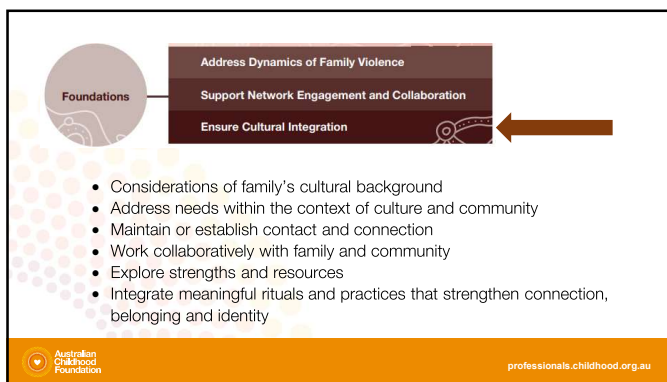 Foundations
Address Dynamics of Family Violence
Support Network Engagement and Collaboration
Ensure Cultural Integration
• Considerations of family's cultural background
• Address needs within the context of culture and community
• Maintain or establish contact and connection
• Work collaboratively with family and community
• Explore strengths and resources
• Integrate meaningful rituals and practices that strengthen connection,
belonging and identity
Australian
Childhood
Foundation
professionals.childhood.org.au